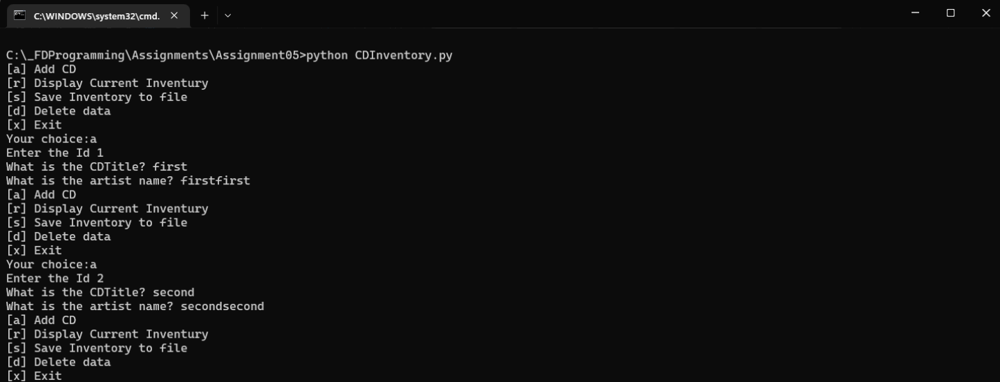 C:\WINDOWS\system32\cmd.
C:\_FDProgramming\Assignments\Assignment05>python CDInventory.py
[a] Add CD
[r] Display Current Inventury
[s] Save Inventory to file
[d] Delete data
[x] Exit
Your choice:a
Enter the Id 1
What is the CDTitle? first
What is the artist name? firstfirst
[a] Add CD
[r] Display Current Inventury
[s] Save Inventory to file
[d] Delete data
[x] Exit
Your choice:a
Enter the Id 2
What is the CDTitle? second
What is the artist name? secondsecond
[a] Add CD
[r] Display Current Inventury
[s] Save Inventory to file
[d] Delete data
[x] Exit